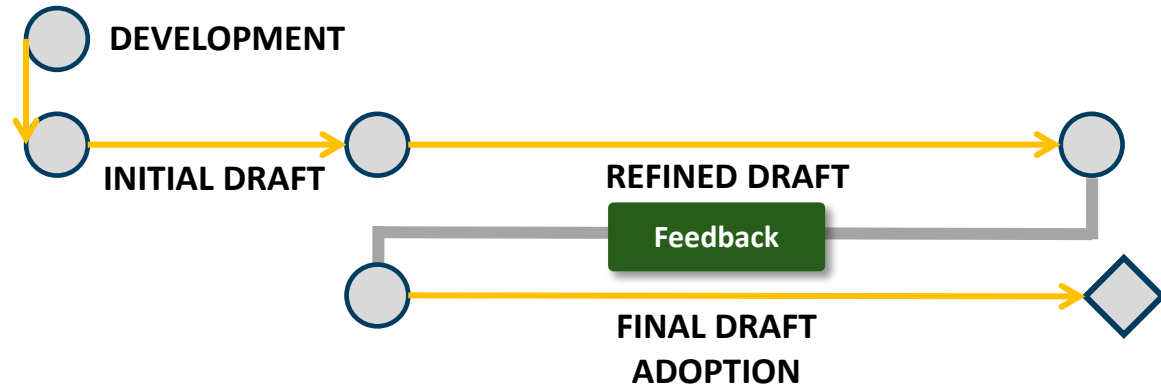 DEVELOPMENT
INITIAL DRAFT
REFINED DRAFT
Feedback
FINAL DRAFT
ADOPTION